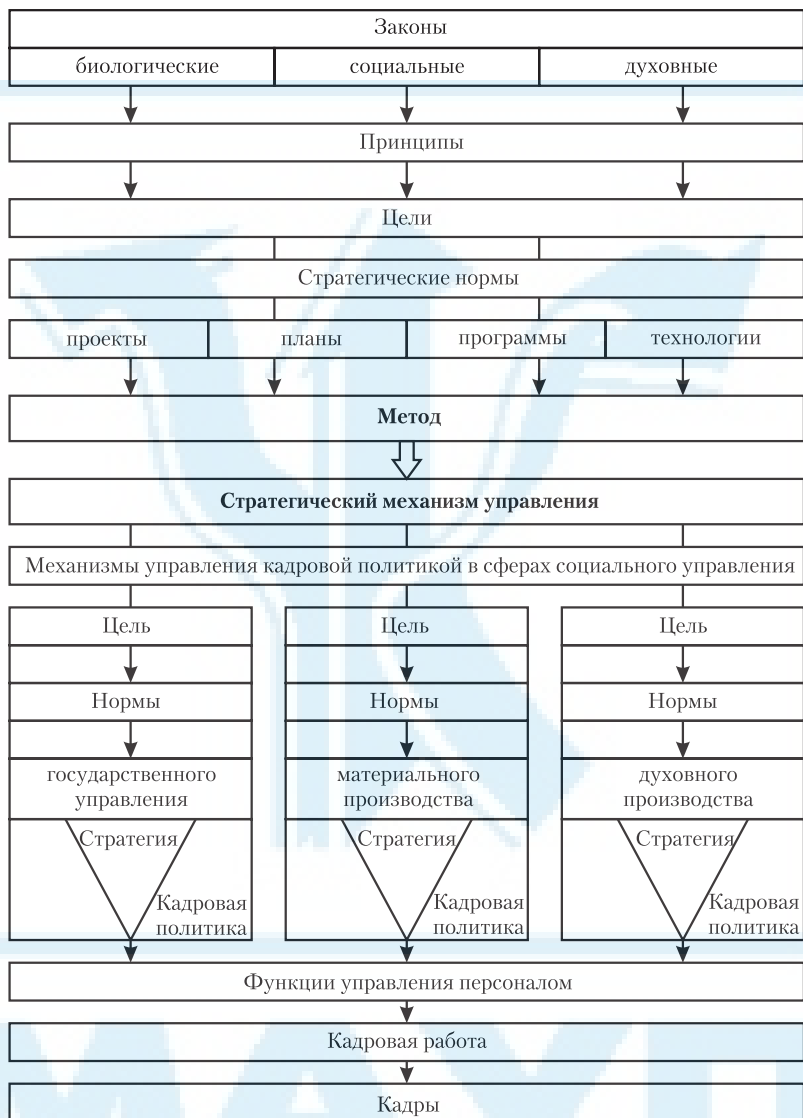 Законы
биологические социальные духовные
Принципы
Цели
Стратегические нормы
проекты планы программы технологии
Метод
Стратегический механизм управления
Механизмы управления кадровой политикой в сферах социального управления
Цель Цель Цель
Нормы Нормы Нормы
государственного материального духовного
управления производства производства
Стратегия Стратегия Стратегия
Кадровая Кадровая Кадровая
политика политика политика
Функции управления персоналом
Кадровая работа
Кадры
МАУП